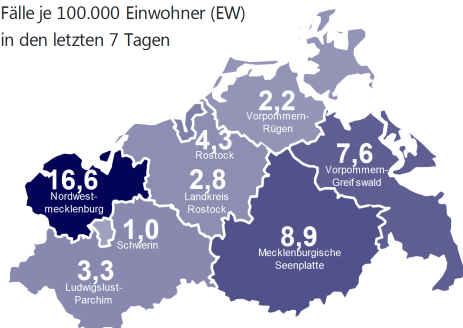 Fälle je 100.000 Einwohner (EW)
in den letzten 7 Tagen
2,2
Vorpommern-
Rügen
4,3
Rostock
7,6
Vorpommern-
Greifswald
16,6
Nordwest-
mecklenburg
2,8
Landkreis
Rostock
1,0
Schwerin
8,9
Mecklenburgische
Seenplatte
3,3
Ludwigslust-
Parchim